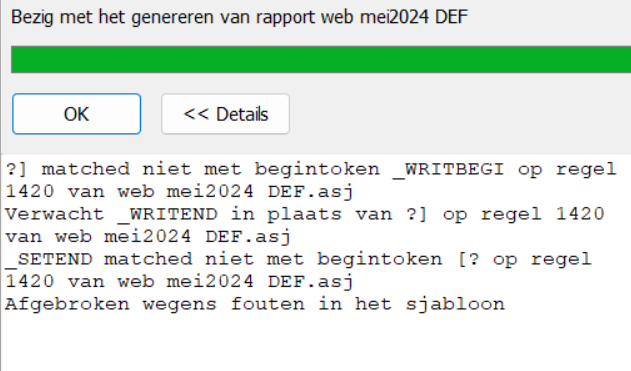 Bezig met het genereren van rapport web mei2024 DEF
OK
<< Details
?] matched niet met begintoken _WRITBEGI op regel
1420 van web mei2024 DEF.asj
Verwacht _WRITEND in plaats van ?] op regel 1420
van web mei2024 DEF.asj
_SETEND matched niet met begintoken [? op regel
1420 van web mei2024 DEF.asj
Afgebroken wegens fouten in het sjabloon